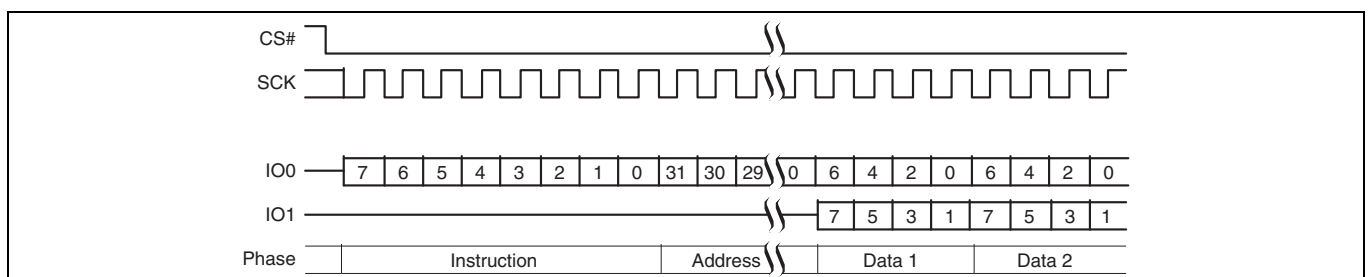 CS#
SCK
IO0 7 6 5 4 3 2 1 0 31 30 29 0 6 4 2 0 6 4 2 0
IO1 7 5 3 1 7 5 3 1
Phase Instruction Address Data 1 Data 2